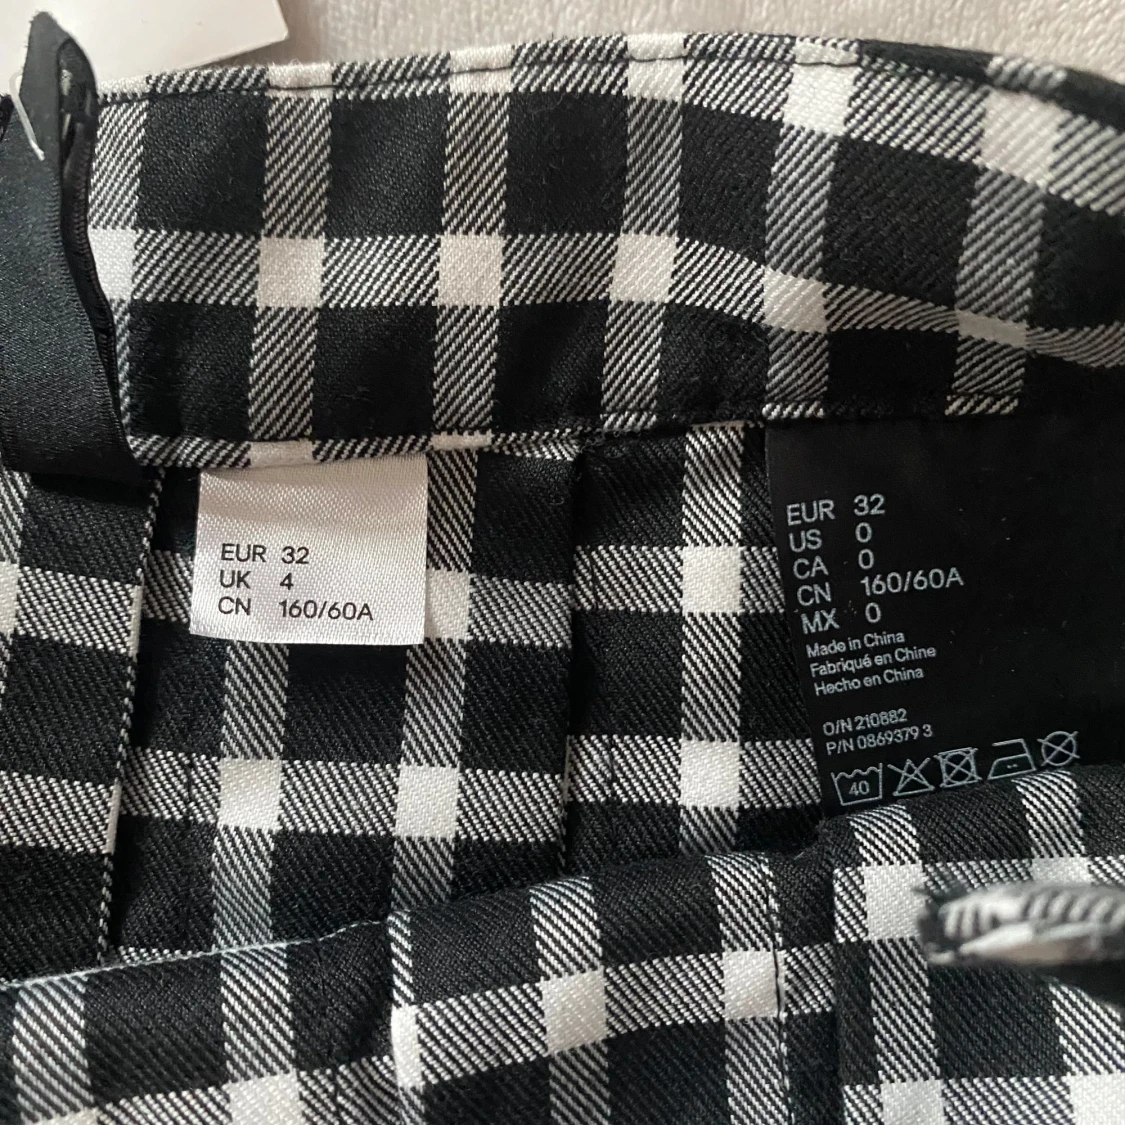 EUR 32
UK 4
CN 160/60A
EUR 32
US 0
CA 0
CN 160/60A
MX 0
Made in China
Fabriqué en Chine
Hecho en China
O/N 210882
P/N 0869379 3
40